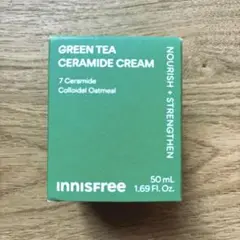 GREEN TEA
CERAMIDE CREAM
7 Ceramide
Colloidal Oatmeal
NOURISH + STRENGTHEN
50 mL
1.69 Fl. Oz.
innisfree